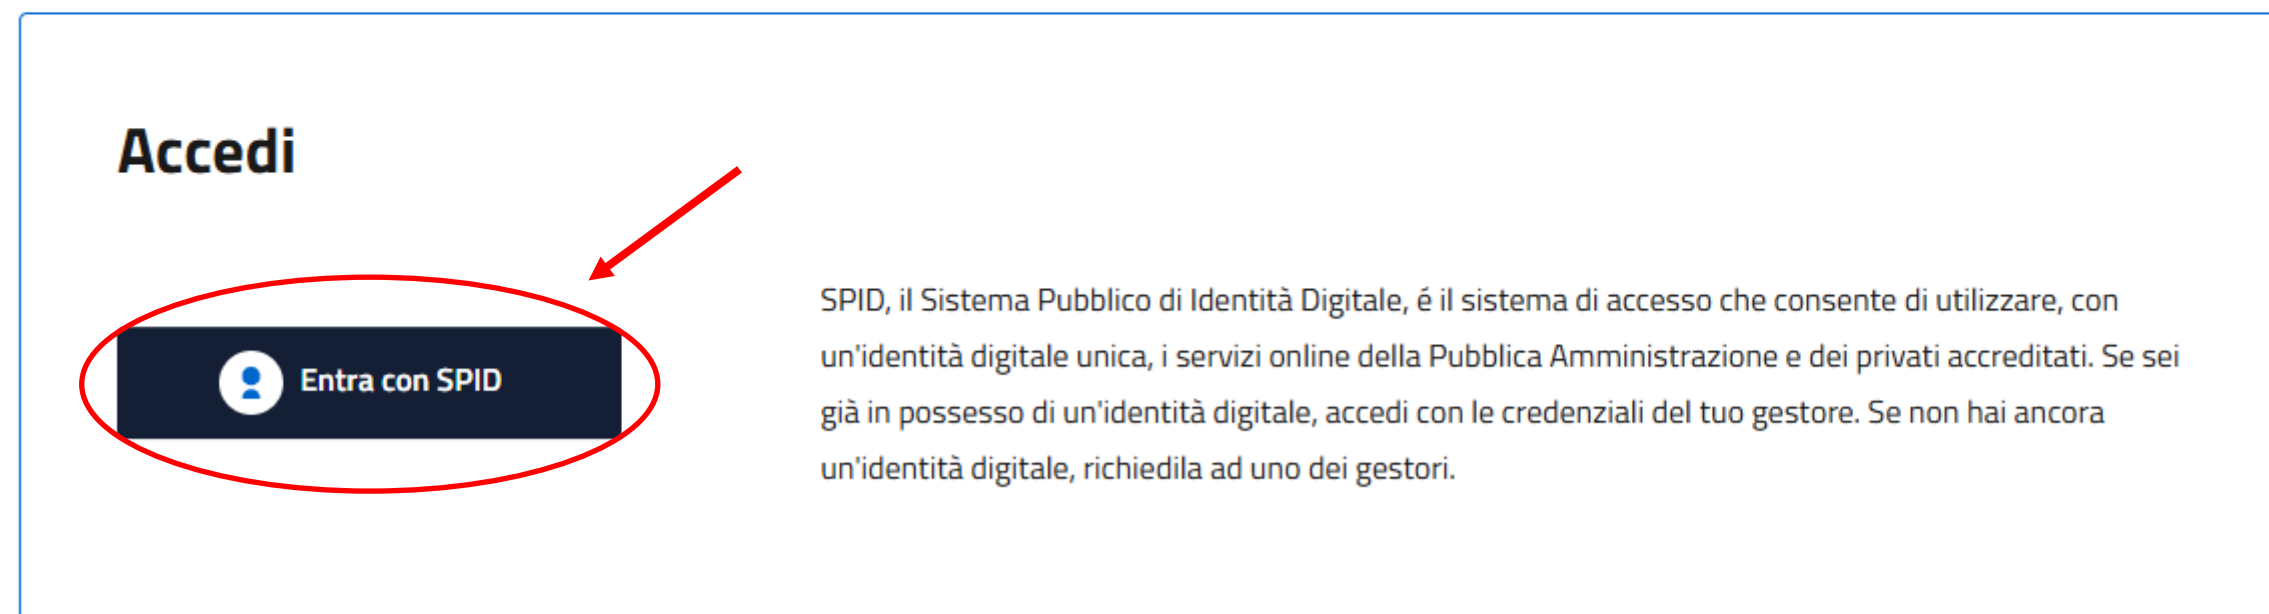 Accedi
Entra con SPID
SPID, il Sistema Pubblico di Identità Digitale, é il sistema di accesso che consente di utilizzare, con
un'identità digitale unica, i servizi online della Pubblica Amministrazione e dei privati accreditati. Se sei
già in possesso di un'identità digitale, accedi con le credenziali del tuo gestore. Se non hai ancora
un'identità digitale, richiedila ad uno dei gestori.